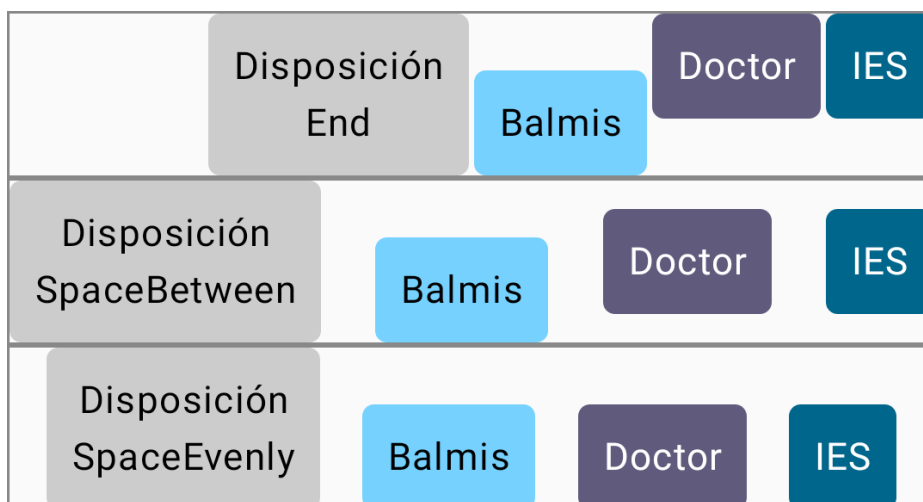 Disposición
End
Balmis
Doctor
IES
Disposición
SpaceBetween
Balmis
Doctor
IES
Disposición
SpaceEvenly
Balmis
Doctor
IES